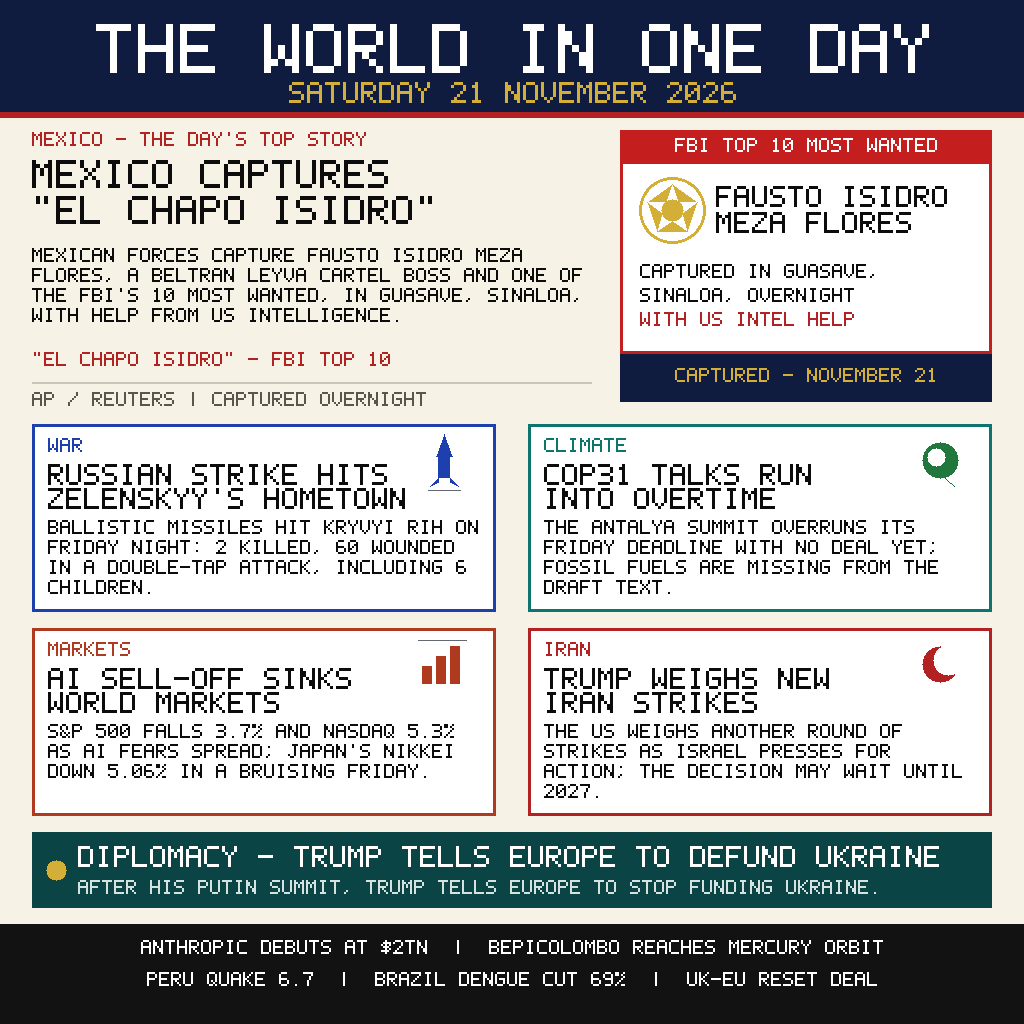 THE WORLD IN ONE DAY
SATURDAY 21 NOVEMBER 2026
MEXICO - THE DAY'S TOP STORY
MEXICO CAPTURES
"EL CHAPO ISIDRO"
MEXICAN FORCES CAPTURE FAUSTO ISIDRO MEZA
FLORES, A BELTRAN LEYVA CARTEL BOSS AND ONE OF
THE FBI'S 10 MOST WANTED, IN GUASAVE, SINALOA,
WITH HELP FROM US INTELLIGENCE.
"EL CHAPO ISIDRO" - FBI TOP 10
AP / REUTERS | CAPTURED OVERNIGHT
FBI TOP 10 MOST WANTED
FAUSTO ISIDRO
MEZA FLORES
CAPTURED IN GUASAVE,
SINALOA, OVERNIGHT
WITH US INTEL HELP
CAPTURED - NOVEMBER 21
WAR
RUSSIAN STRIKE HITS
ZELENSKYY'S HOMETOWN
BALLISTIC MISSILES HIT KRYVYI RIH ON
FRIDAY NIGHT: 2 KILLED, 60 WOUNDED
IN A DOUBLE-TAP ATTACK, INCLUDING 6
CHILDREN.
CLIMATE
COP31 TALKS RUN
INTO OVERTIME
THE ANTALYA SUMMIT OVERRUNS ITS
FRIDAY DEADLINE WITH NO DEAL YET;
FOSSIL FUELS ARE MISSING FROM THE
DRAFT TEXT.
MARKETS
AI SELL-OFF SINKS
WORLD MARKETS
S&P 500 FALLS 3.7% AND NASDAQ 5.3%
AS AI FEARS SPREAD; JAPAN'S NIKKEI
DOWN 5.06% IN A BRUISING FRIDAY.
IRAN
TRUMP WEIGHS NEW
IRAN STRIKES
THE US WEIGHS ANOTHER ROUND OF
STRIKES AS ISRAEL PRESSES FOR
ACTION; THE DECISION MAY WAIT UNTIL
2027.
DIPLOMACY - TRUMP TELLS EUROPE TO DEFUND UKRAINE
AFTER HIS PUTIN SUMMIT, TRUMP TELLS EUROPE TO STOP FUNDING UKRAINE.
ANTHROPIC DEBUTS AT $2TN | BEPICOLOMBO REACHES MERCURY ORBIT
PERU QUAKE 6.7 | BRAZIL DENGUE CUT 69% | UK-EU RESET DEAL